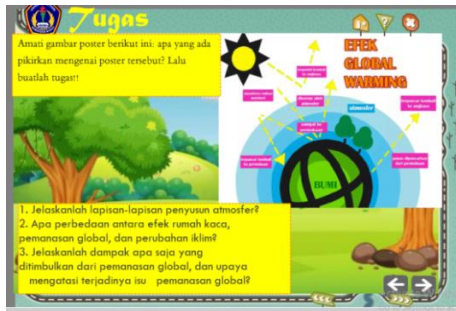 Tugas
Amati gambar poster berikut ini: apa yang ada
pikirkan mengenai poster tersebut? Lalu
buatlah tugas!!
EFEK
GLOBAL
WARMING
atmosfer
BUMI
1. Jelaskanlah lapisan-lapisan penyusun atmosfer?
2. Apa perbedaan antara efek rumah kaca,
pemanasan global, dan perubahan iklim?
3. Jelaskanlah dampak apa saja yang
ditimbulkan dari pemanasan global, dan upaya
mengatasi terjadinya isu pemanasan global?